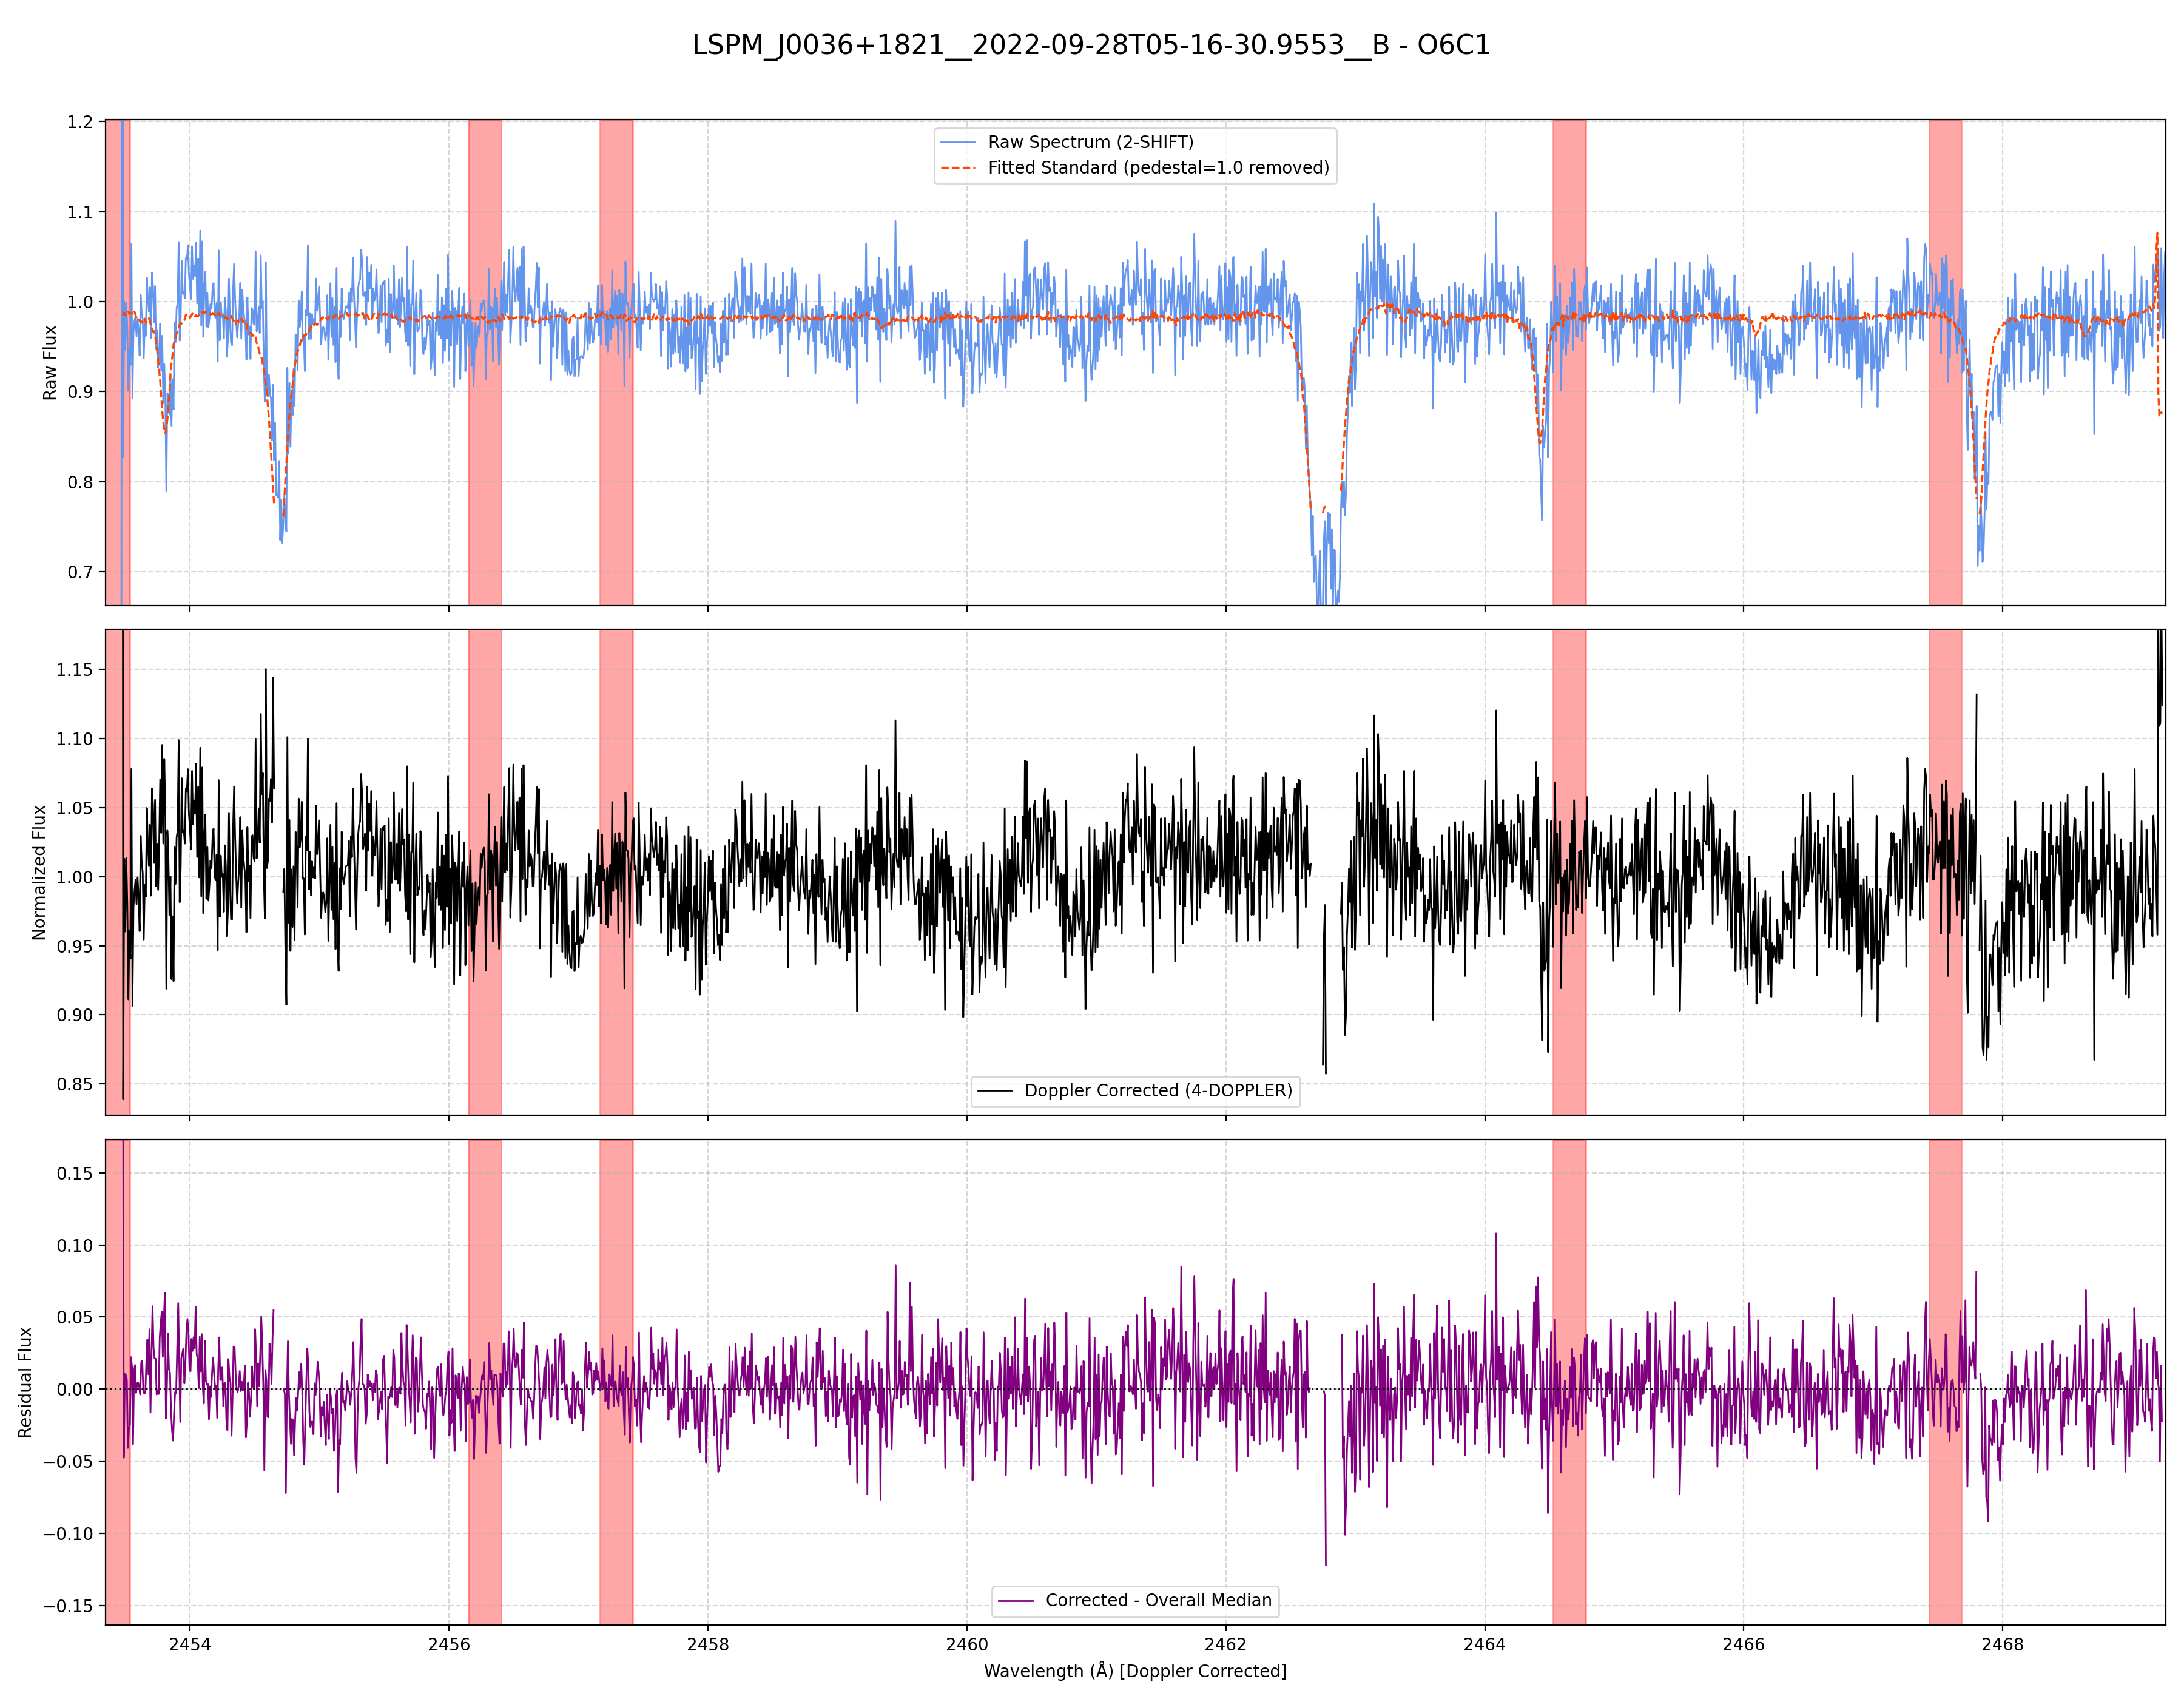 LSPM_J0036+1821__2022-09-28T05-16-30.9553__B - O6C1
1.2
1.1
1.0
0.9
0.8
0.7
Raw Flux
Raw Spectrum (2-SHIFT)
Fitted Standard (pedestal=1.0 removed)
1.15
1.10
1.05
1.00
0.95
0.90
0.85
Normalized Flux
Doppler Corrected (4-DOPPLER)
0.15
0.10
0.05
0.00
−0.05
−0.10
−0.15
Residual Flux
Corrected - Overall Median
2454 2456 2458 2460 2462 2464 2466 2468
Wavelength (Å) [Doppler Corrected]